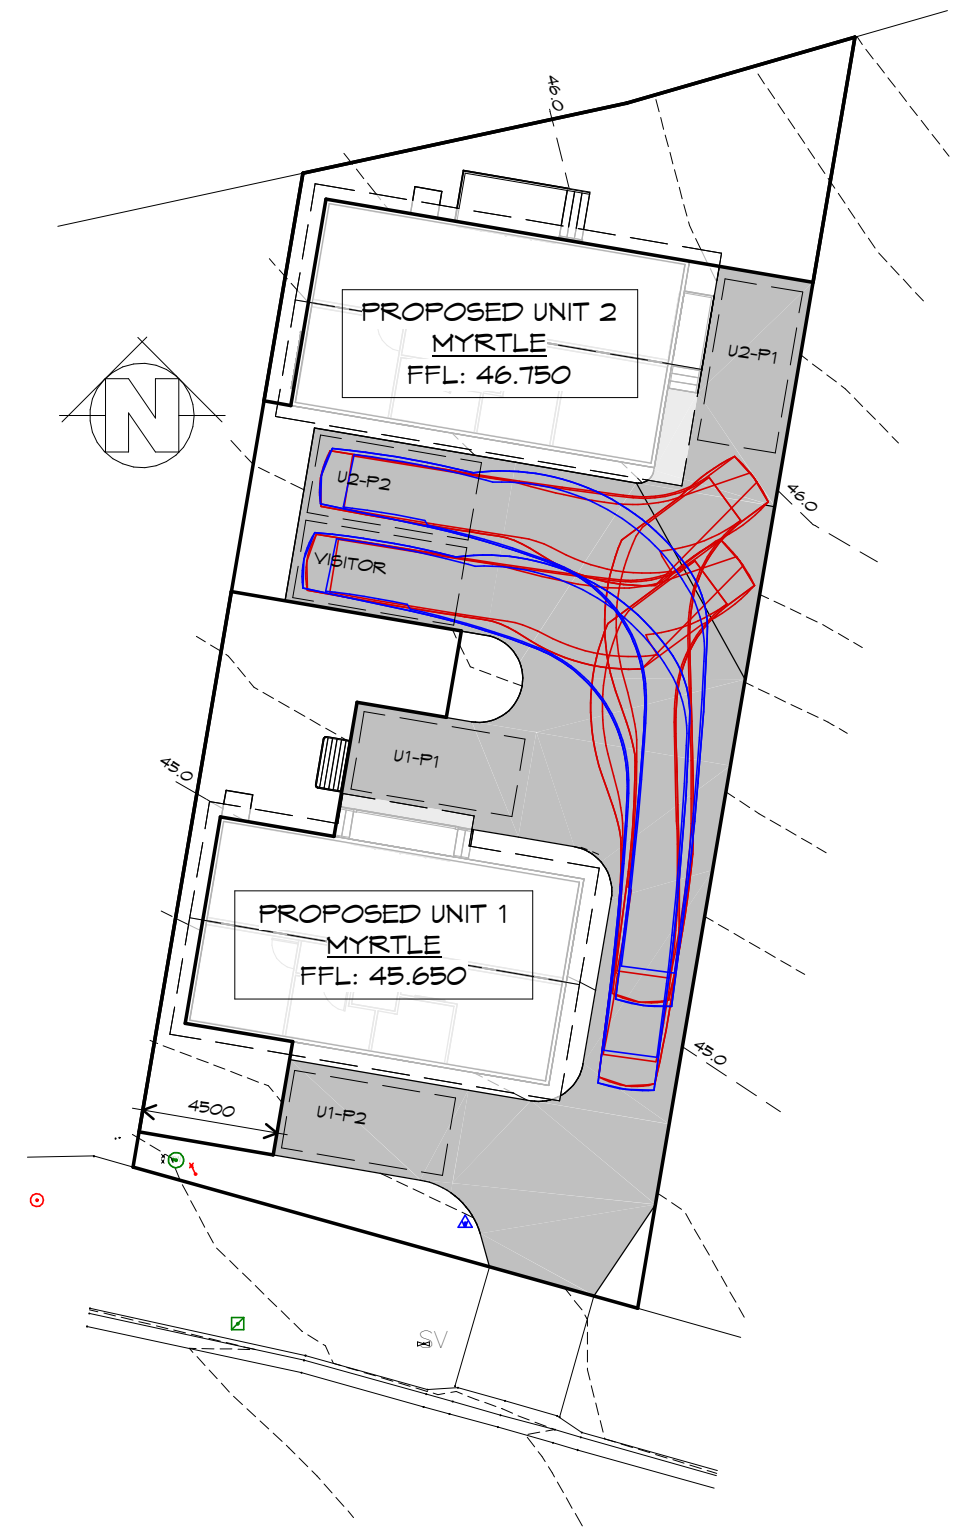 46.0
PROPOSED UNIT 2
MYRTLE
FFL: 46.750
U2-P1
N
U2-P2
46.0
VISITOR
U1-P1
45.0
PROPOSED UNIT 1
MYRTLE
FFL: 45.650
45.0
4500
U1-P2
SV